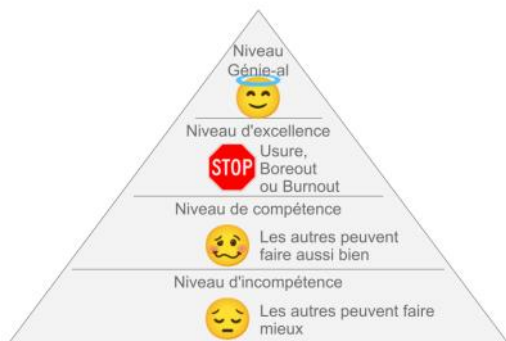 Niveau
Génie-al
Niveau d'excellence
STOP
Usure,
Boreout
ou Burnout
Niveau de compétence
Les autres peuvent
faire aussi bien
Niveau d'incompétence
Les autres peuvent faire
mieux